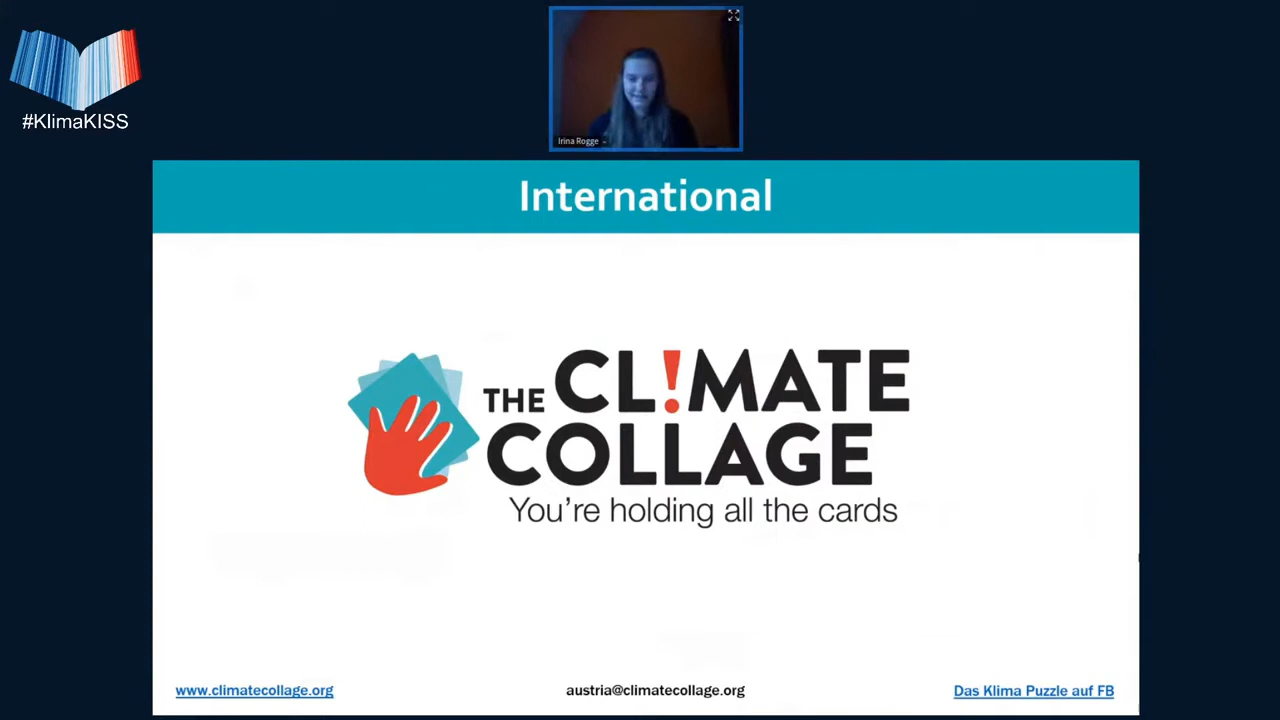 #KlimaKISS
Irina Rogge
International
THE CL!MATE
COLLAGE
You're holding all the cards
www.climatecollage.org
austria@climatecollage.org
Das Klima Puzzle auf FB